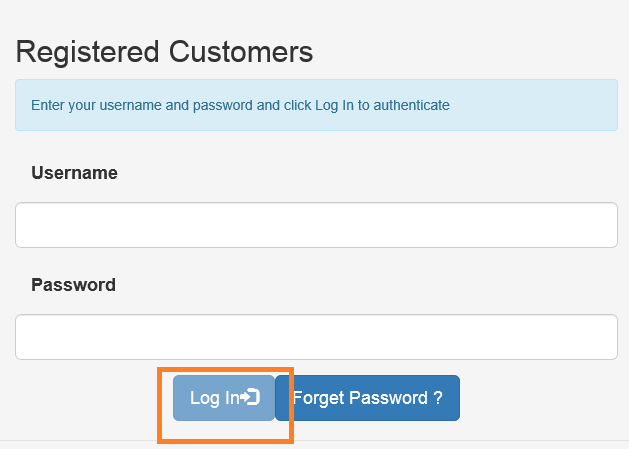 Registered Customers
Enter your username and password and click Log In to authenticate
Username
Password
Log In Forget Password ?